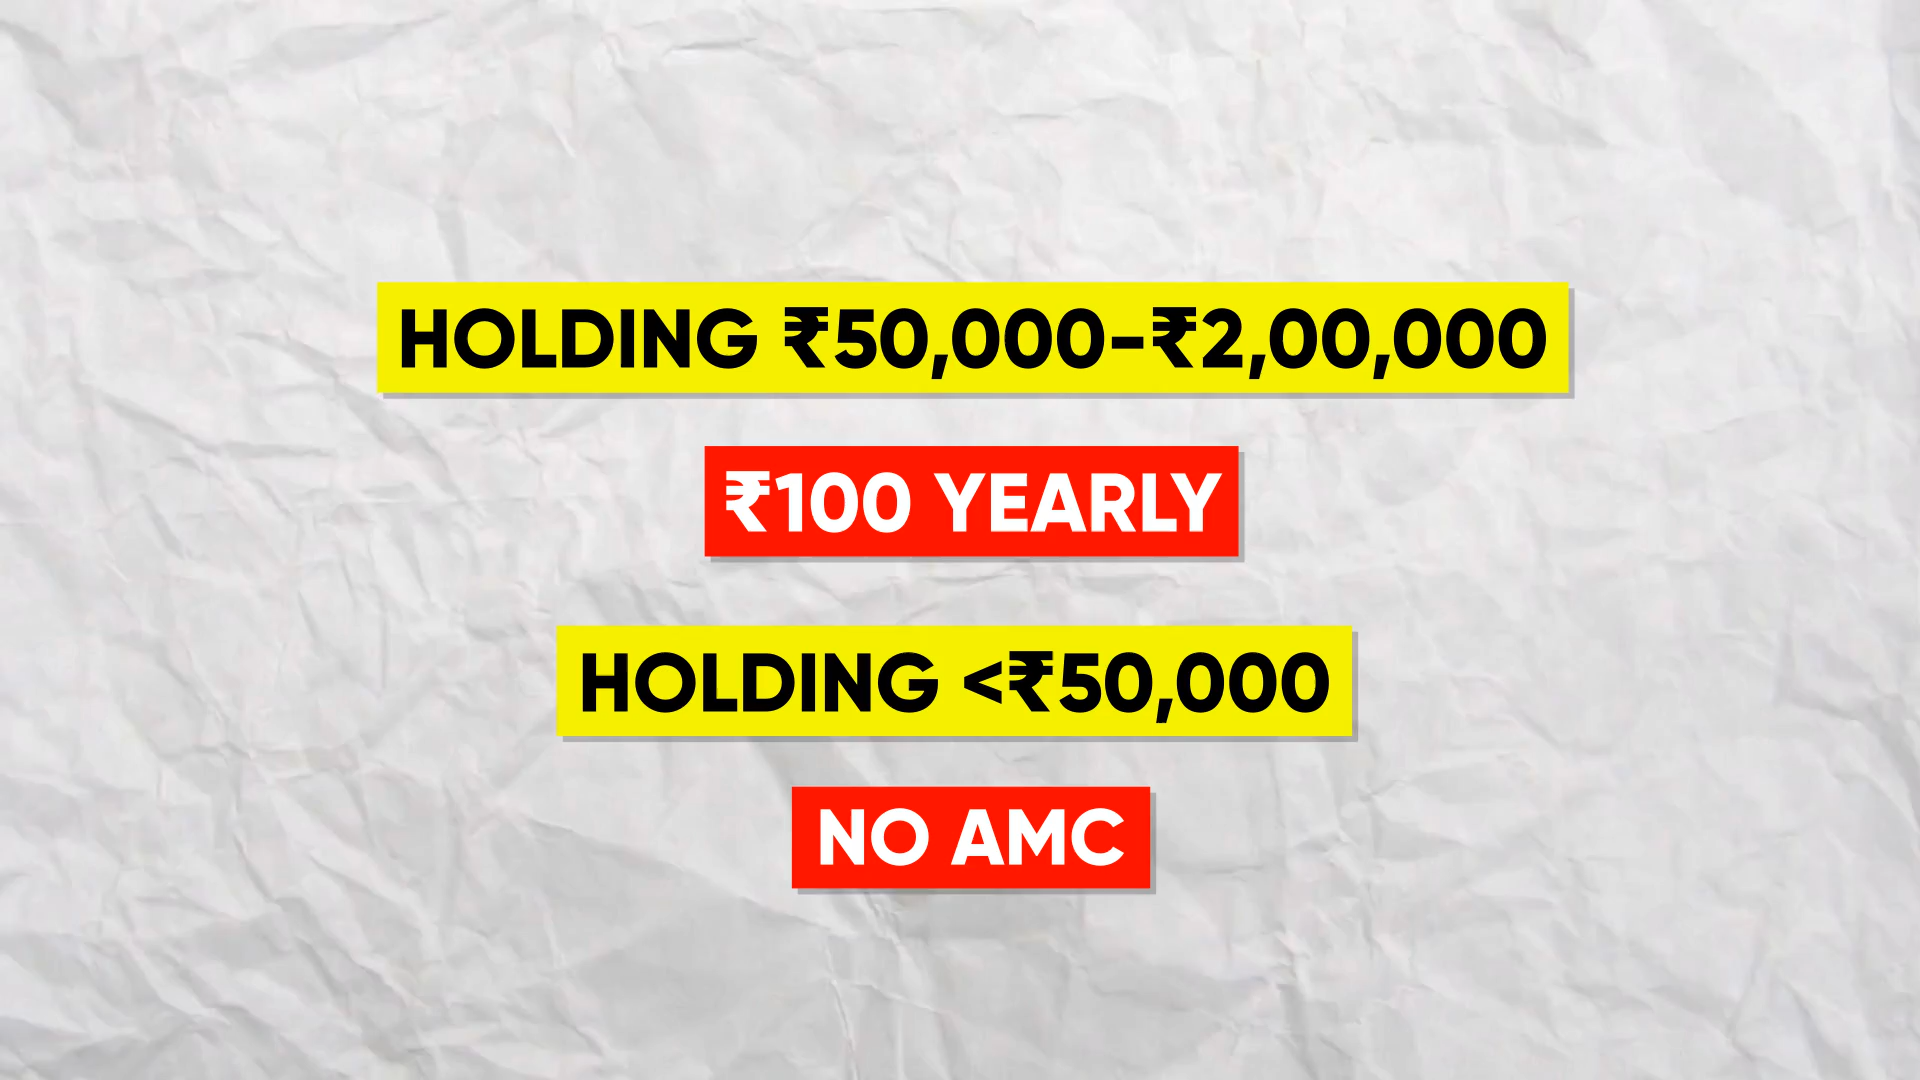 HOLDING ₹50,000-₹2,00,000
₹100 YEARLY
HOLDING <₹50,000
NO AMC